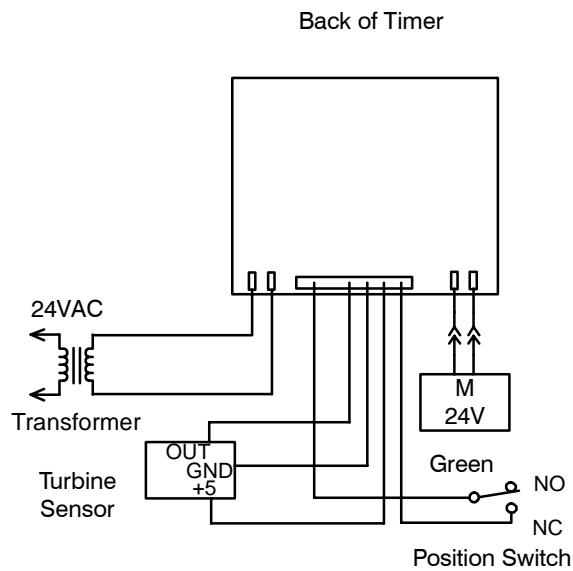 Back of Timer
24VAC
Transformer
M
24V
OUT
GND
+5
Turbine
Sensor
Green
NO
NC
Position Switch